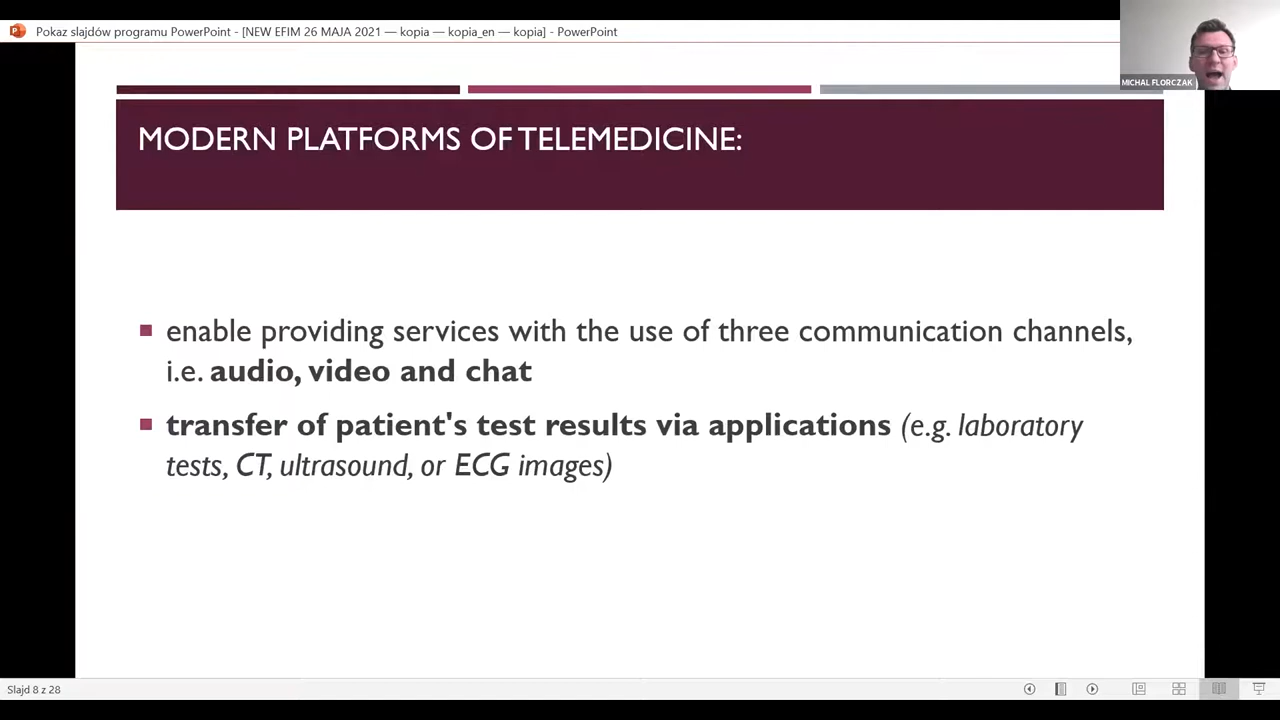 Pokaz slajdów programu PowerPoint - [NEW EFIM 26 MAJA 2021 — kopia — kopia_en — kopia] - PowerPoint
MICHAL FLORCZAK
MODERN PLATFORMS OF TELEMEDICINE:
enable providing services with the use of three communication channels,
i.e. audio, video and chat
transfer of patient's test results via applications (e.g. laboratory
tests, CT, ultrasound, or ECG images)
Slajd 8 z 28